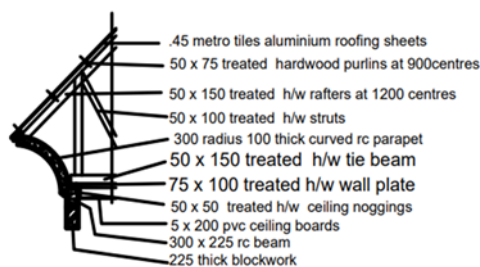 .45 metro tiles aluminium roofing sheets
50 x 75 treated hardwood purlins at 900centres
50 x 150 treated h/w rafters at 1200 centres
50 x 100 treated h/w struts
300 radius 100 thick curved rc parapet
50 x 150 treated h/w tie beam
75 x 100 treated h/w wall plate
50 x 50 treated h/w ceiling noggings
5 x 200 pvc ceiling boards
300 x 225 rc beam
225 thick blockwork